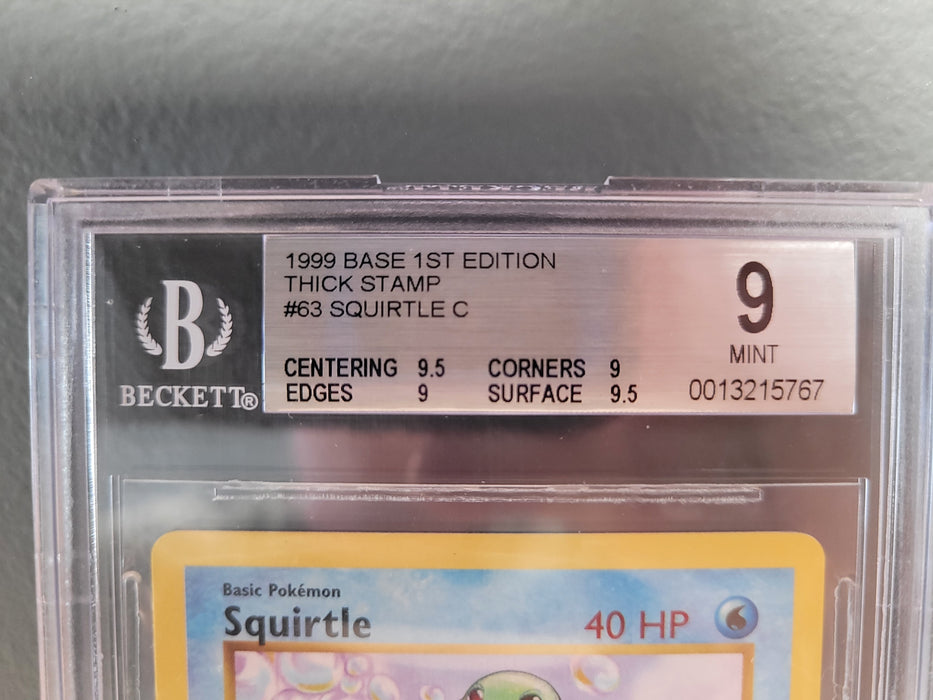 1999 BASE 1ST EDITION
THICK STAMP
#63 SQUIRTLE C
CENTERING 9.5 CORNERS 9
EDGES 9 SURFACE 9.5
9
MINT
0013215767
B
BECKETT®
Basic Pokémon
Squirtle 40 HP